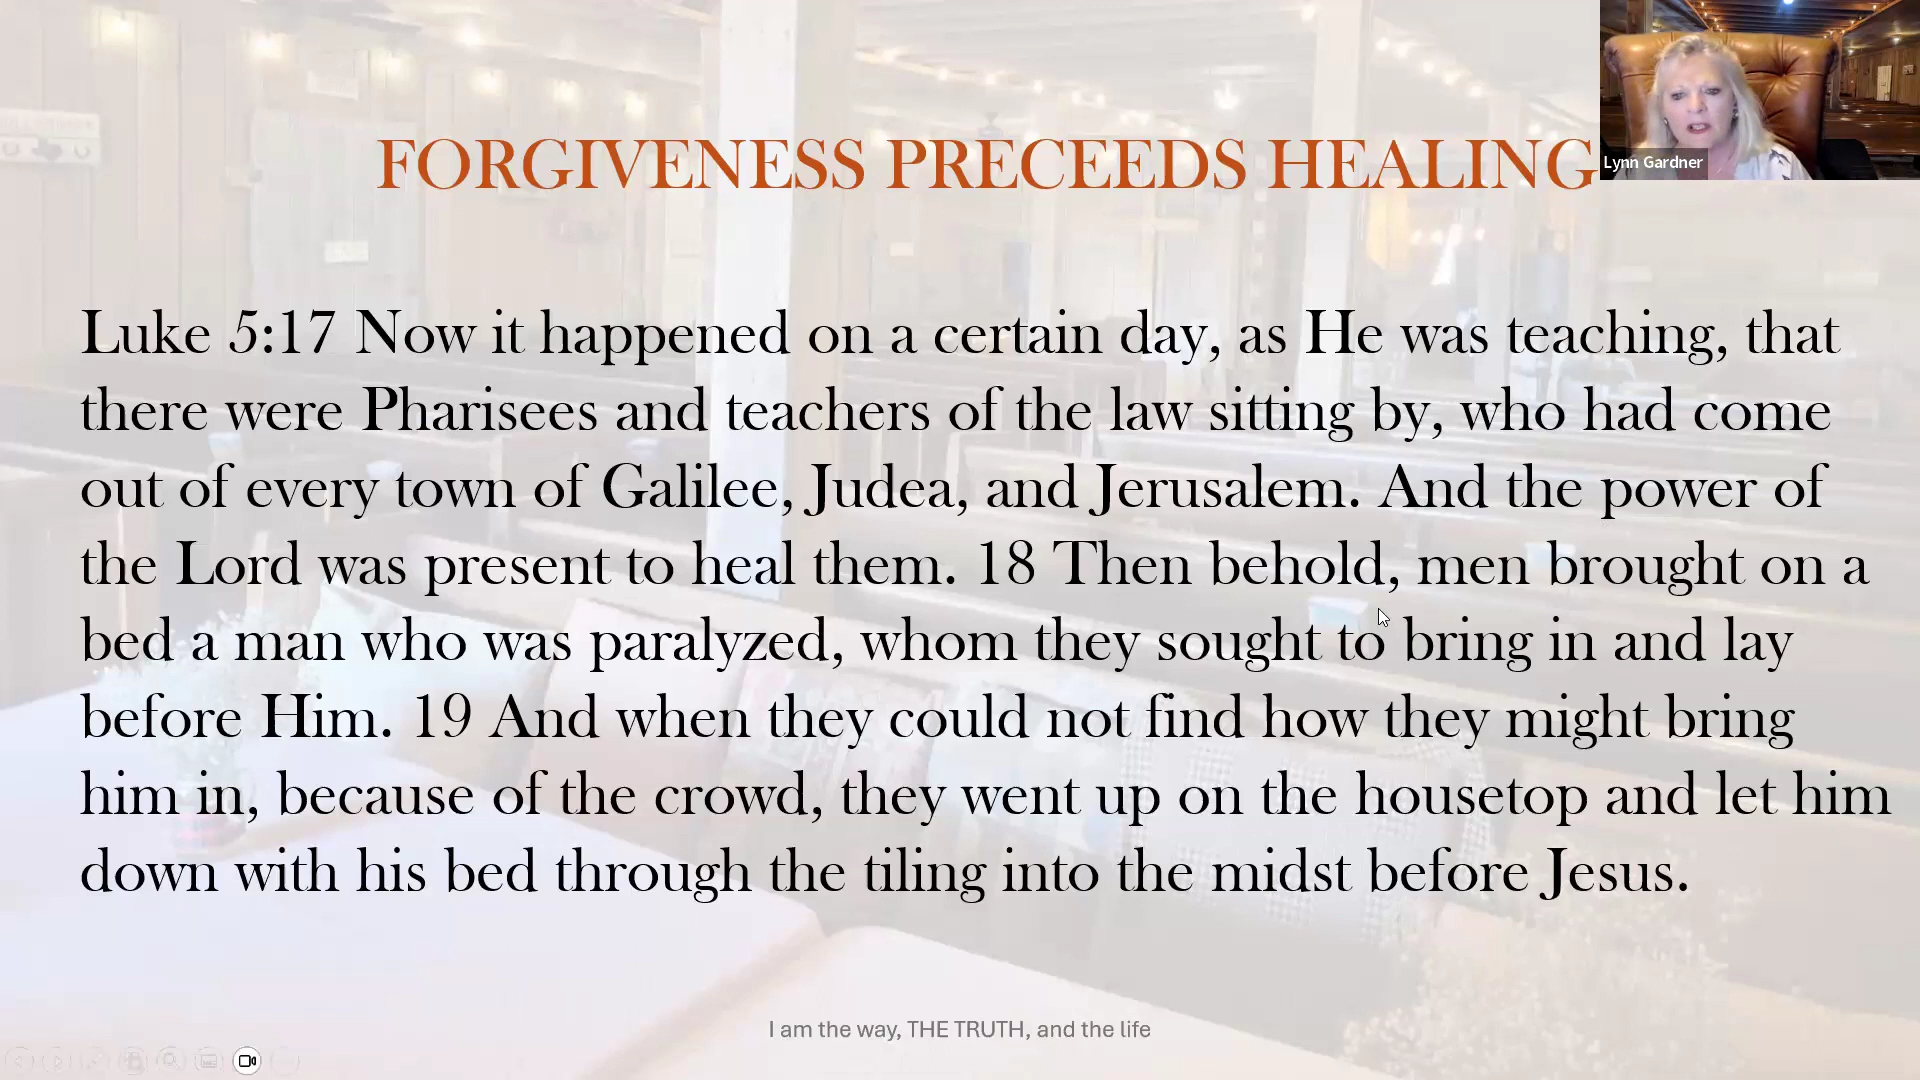 FORGIVENESS PRECEEDS HEALING
Lynn Gardner
Luke 5:17 Now it happened on a certain day, as He was teaching, that
there were Pharisees and teachers of the law sitting by, who had come
out of every town of Galilee, Judea, and Jerusalem. And the power of
the Lord was present to heal them. 18 Then behold, men brought on a
bed a man who was paralyzed, whom they sought to bring in and lay
before Him. 19 And when they could not find how they might bring
him in, because of the crowd, they went up on the housetop and let him
down with his bed through the tiling into the midst before Jesus.
I am the way, THE TRUTH, and the life